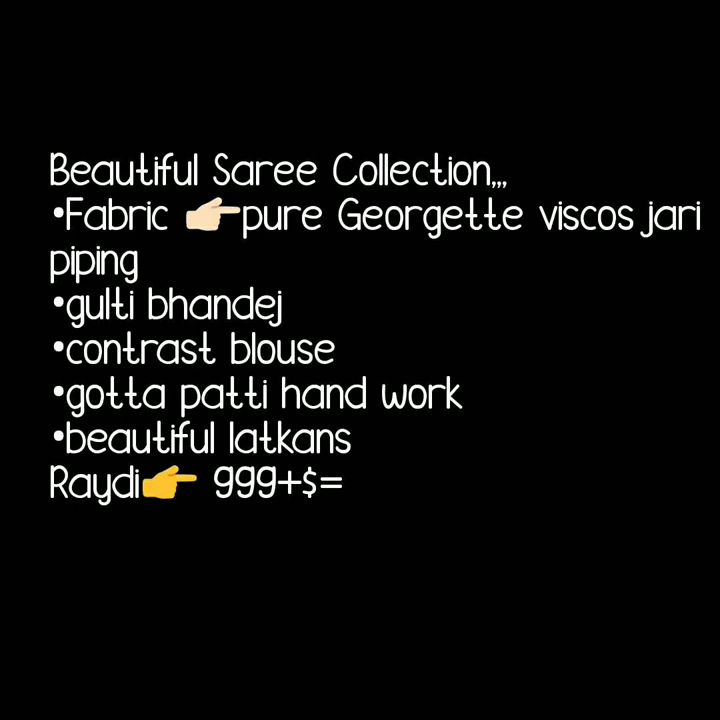 Beautiful Saree Collection,,,
•Fabric 👉🏻pure Georgette viscos jari
piping
•gulti bhandej
•contrast blouse
•gotta patti hand work
•beautiful latkans
Raydi👉 999+$=